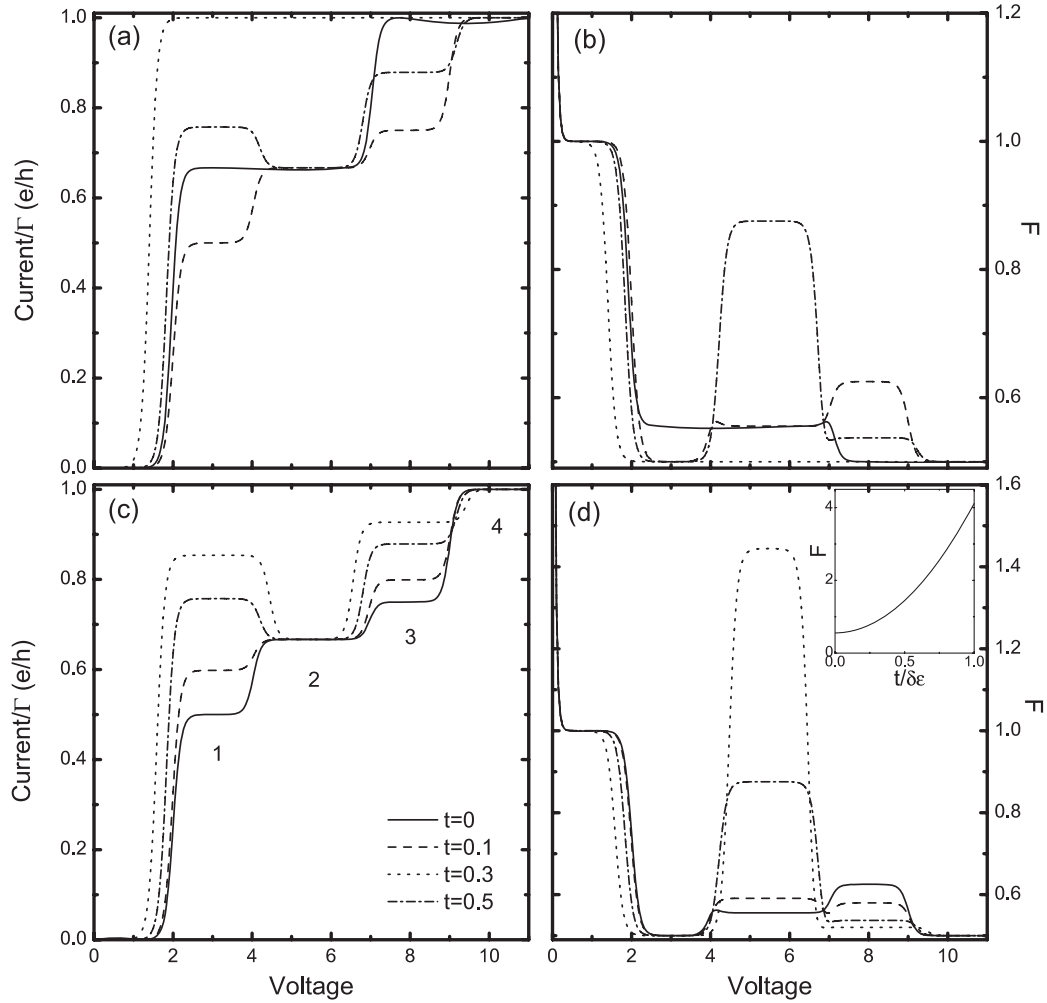 (a)
1.0
0.8
0.6
0.4
0.2
0.0
Current/Γ (e/h)
(b)
1.2
1.0
0.8
0.6
F
0 2 4 6 8 10
Voltage
(c)
1.0
0.8
0.6
0.4
0.2
0.0
Current/Γ (e/h)
1
2
3
4
t=0
t=0.1
t=0.3
t=0.5
0 2 4 6 8 10
Voltage
(d)
1.6
1.4
1.2
1.0
0.8
0.6
F
4
2
0
F
0.0 0.5 1.0
t/δε